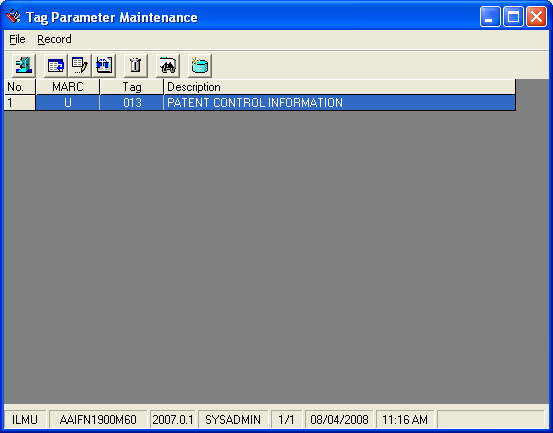 Tag Parameter Maintenance
File Record
No. MARC Tag Description
1 U 013 PATENT CONTROL INFORMATION
ILMU AAIFN1900M60 2007.0.1 SYSADMIN 1/1 08/04/2008 11:16 AM